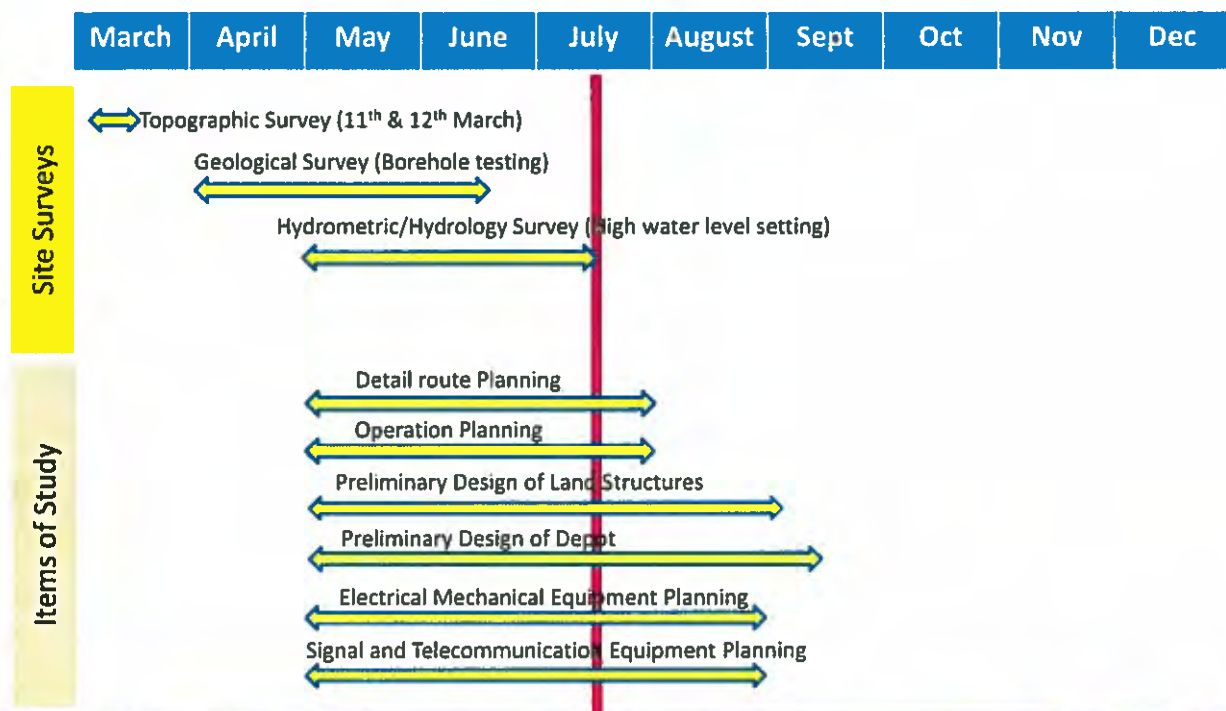 March April May June July August Sept Oct Nov Dec
Site Surveys
Topographic Survey (11th & 12th March)
Geological Survey (Borehole testing)
Hydrometric/Hydrology Survey (High water level setting)
Items of Study
Detail route Planning
Operation Planning
Preliminary Design of Land Structures
Preliminary Design of Depot
Electrical Mechanical Equipment Planning
Signal and Telecommunication Equipment Planning